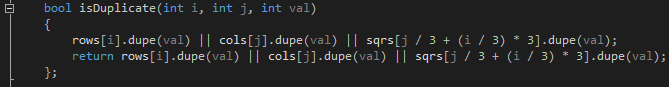 bool isDuplicate(int i, int j, int val)
{
rows[i].dupe(val) || cols[j].dupe(val) || sqrs[j / 3 + (i / 3) * 3].dupe(val);
return rows[i].dupe(val) || cols[j].dupe(val) || sqrs[j / 3 + (i / 3) * 3].dupe(val);
};